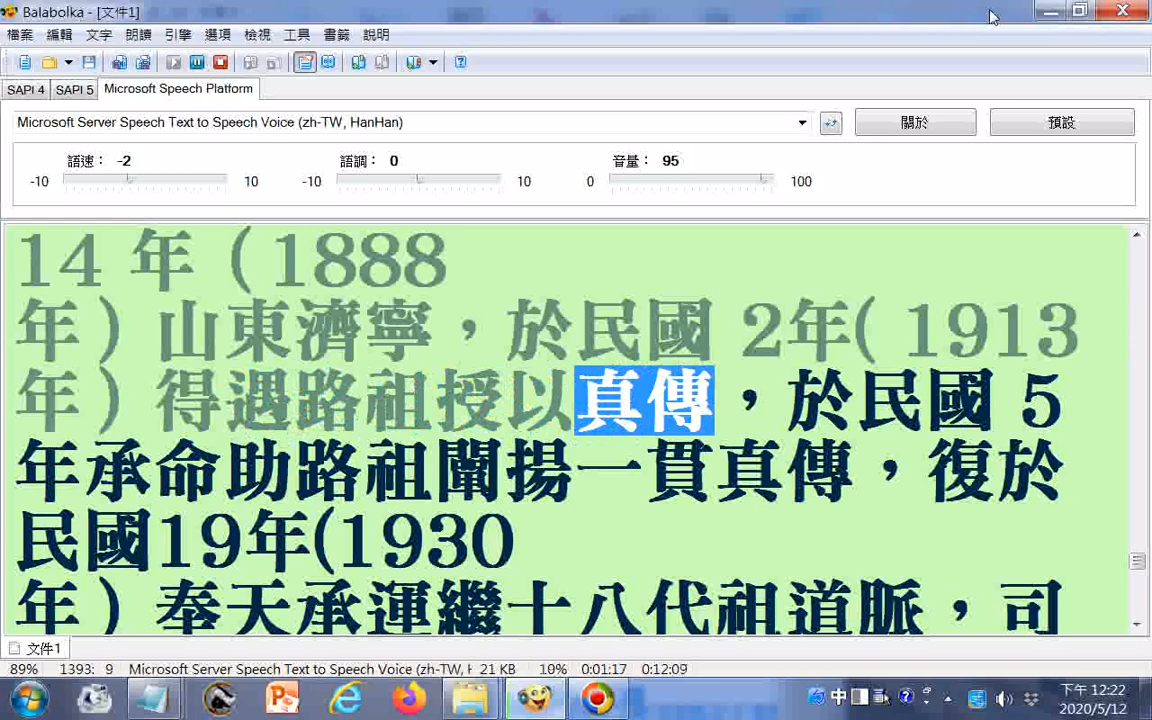 Balabolka - [文件1]
檔案 編輯 文字 朗讀 引擎 選項 檢視 工具 書籤 說明
SAPI 4 SAPI 5 Microsoft Speech Platform
Microsoft Server Speech Text to Speech Voice (zh-TW, HanHan) 關於 預設
語速： -2 語調： 0 音量： 95
-10 10 -10 10 0 100
14 年（1888
年）山東濟寧，於民國 2年( 1913
年）得遇路祖授以真傳，於民國 5
年承命助路祖闡揚一貫真傳，復於
民國19年(1930
年）奉天承運繼十八代祖道脈，司
文件1
89% 1393: 9 Microsoft Server Speech Text to Speech Voice (zh-TW, H 21 KB 10% 0:01:17 0:12:09
中 下午 12:22
2020/5/12